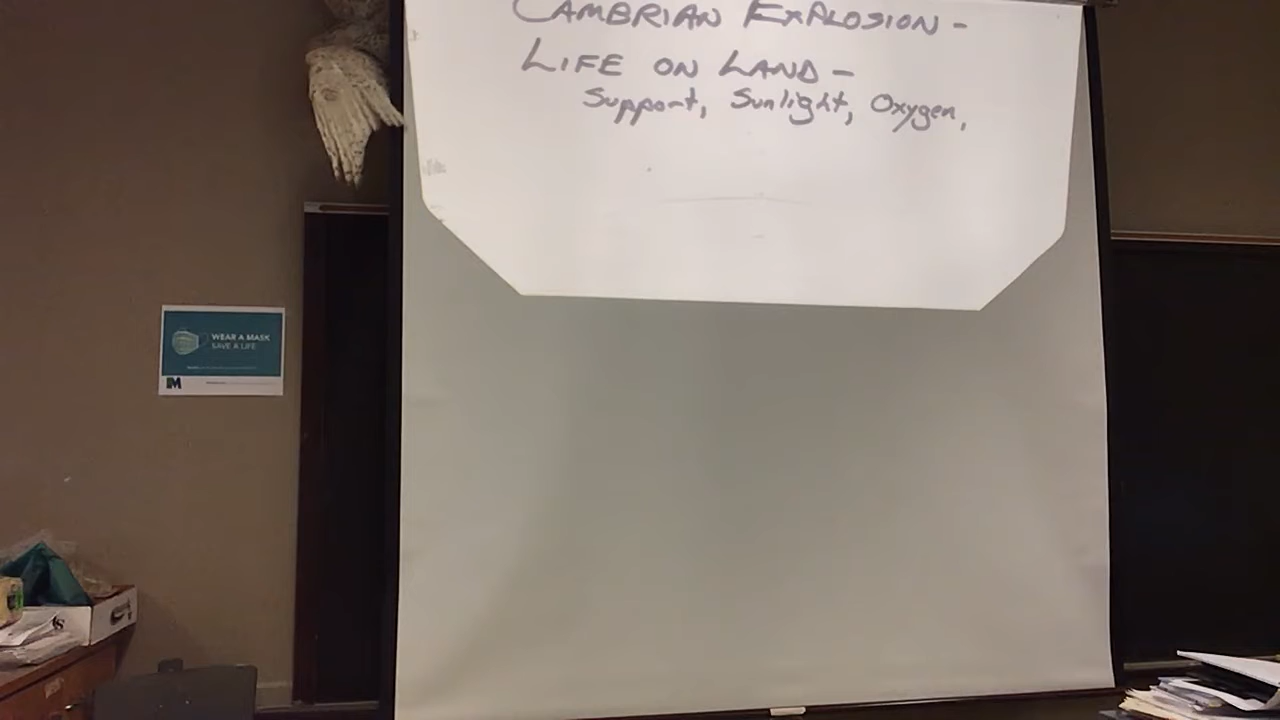 CAMBRIAN EXPLOSION -
LIFE ON LAND -
Support, Sunlight, Oxygen,
WEAR A MASK
SAVE A LIFE
M